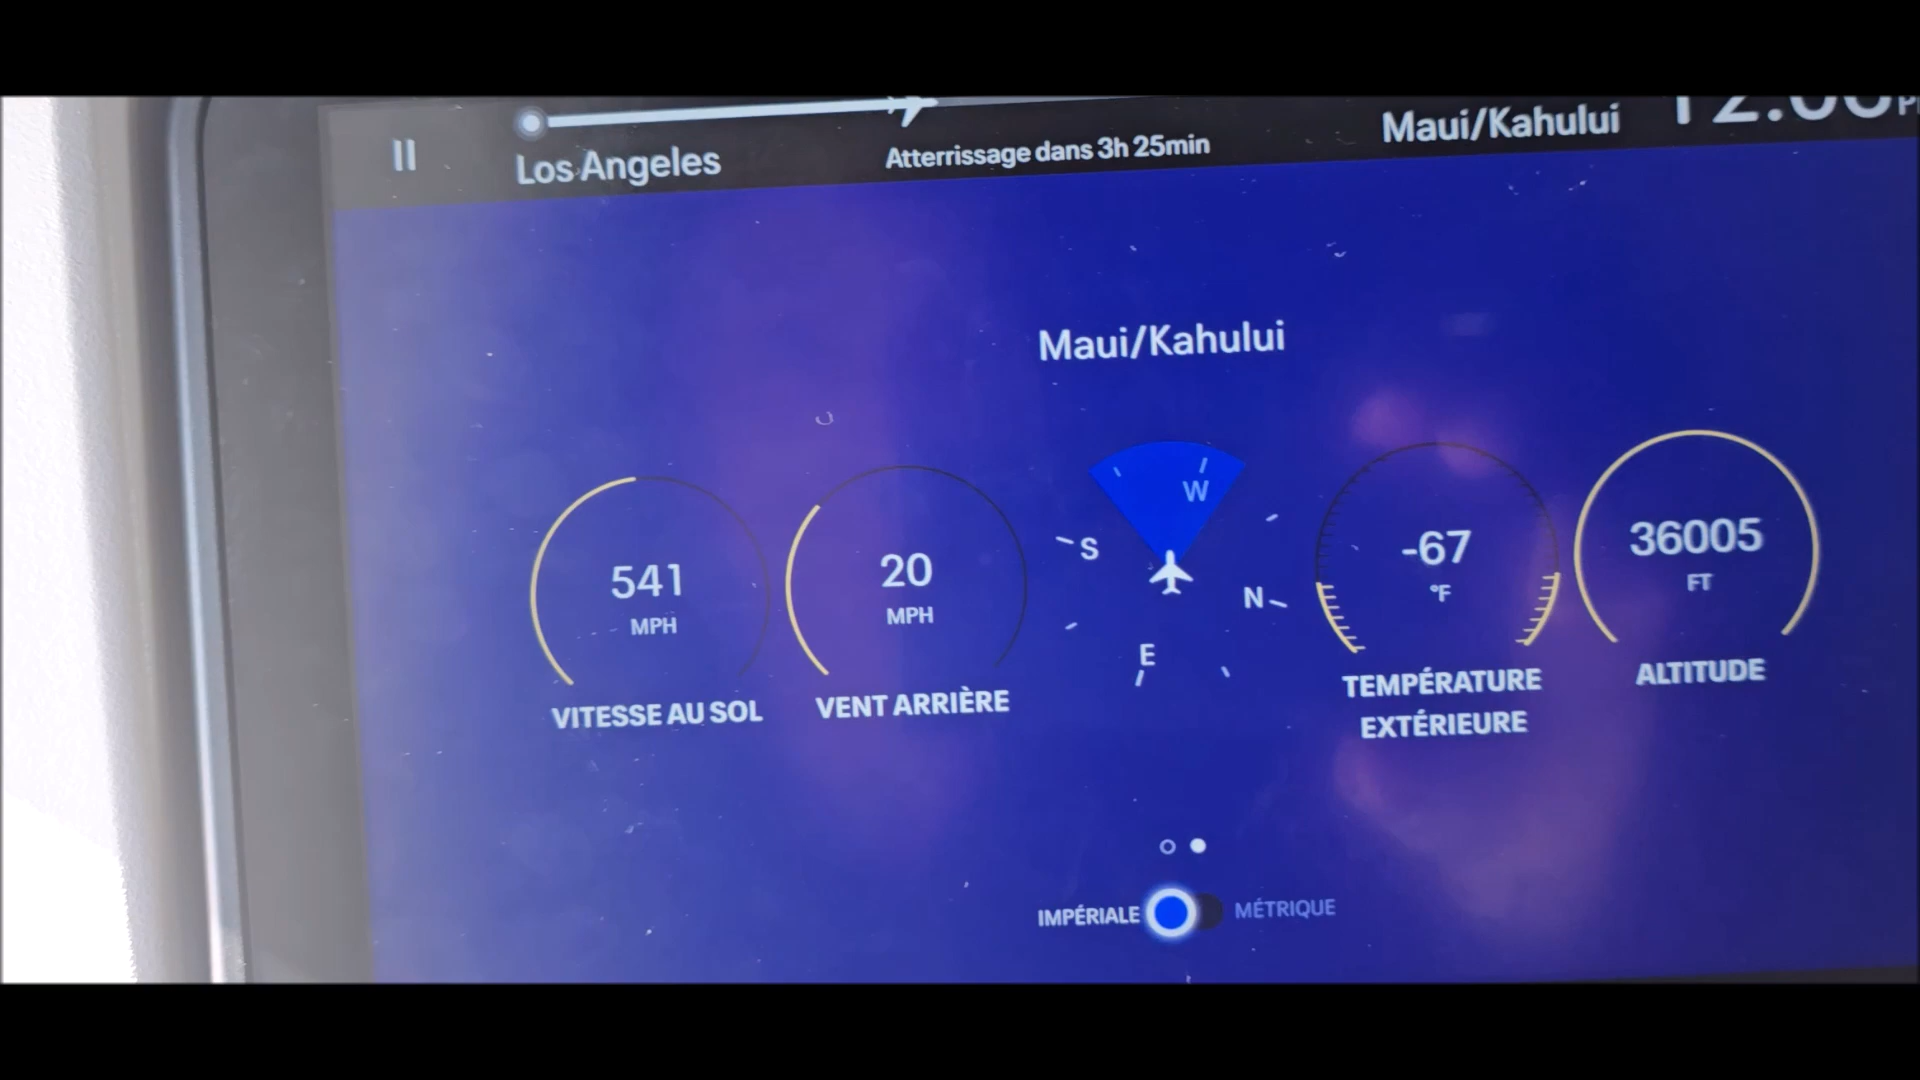 Los Angeles
Atterrissage dans 3h 25min
Maui/Kahului
Maui/Kahului
W
S
N
E
541
MPH
VITESSE AU SOL
20
MPH
VENT ARRIÈRE
-67
°F
TEMPÉRATURE
EXTÉRIEURE
36005
FT
ALTITUDE
IMPÉRIALE
MÉTRIQUE